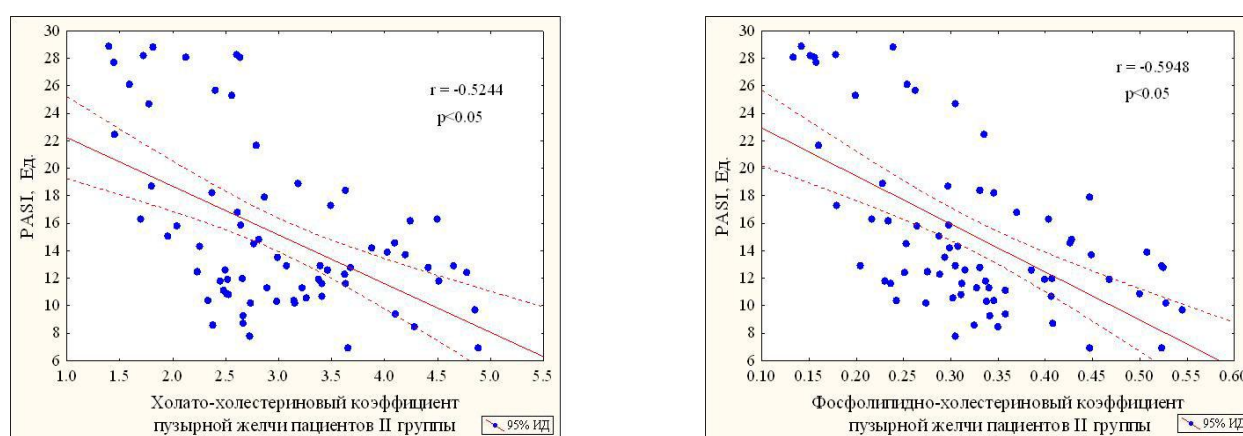 30
28
26
24
22
20
18
16
14
12
10
8
6
PASI, Ед.
r = -0.5244
p<0.05
1.0 1.5 2.0 2.5 3.0 3.5 4.0 4.5 5.0 5.5
Холато-холестериновый коэффициент
пузырной желчи пациентов II группы
95% ИД
30
28
26
24
22
20
18
16
14
12
10
8
6
PASI, Ед.
r = -0.5948
p<0.05
0.10 0.15 0.20 0.25 0.30 0.35 0.40 0.45 0.50 0.55 0.60
Фосфолипидно-холестериновый коэффициент
пузырной желчи пациентов II группы
95% ИД